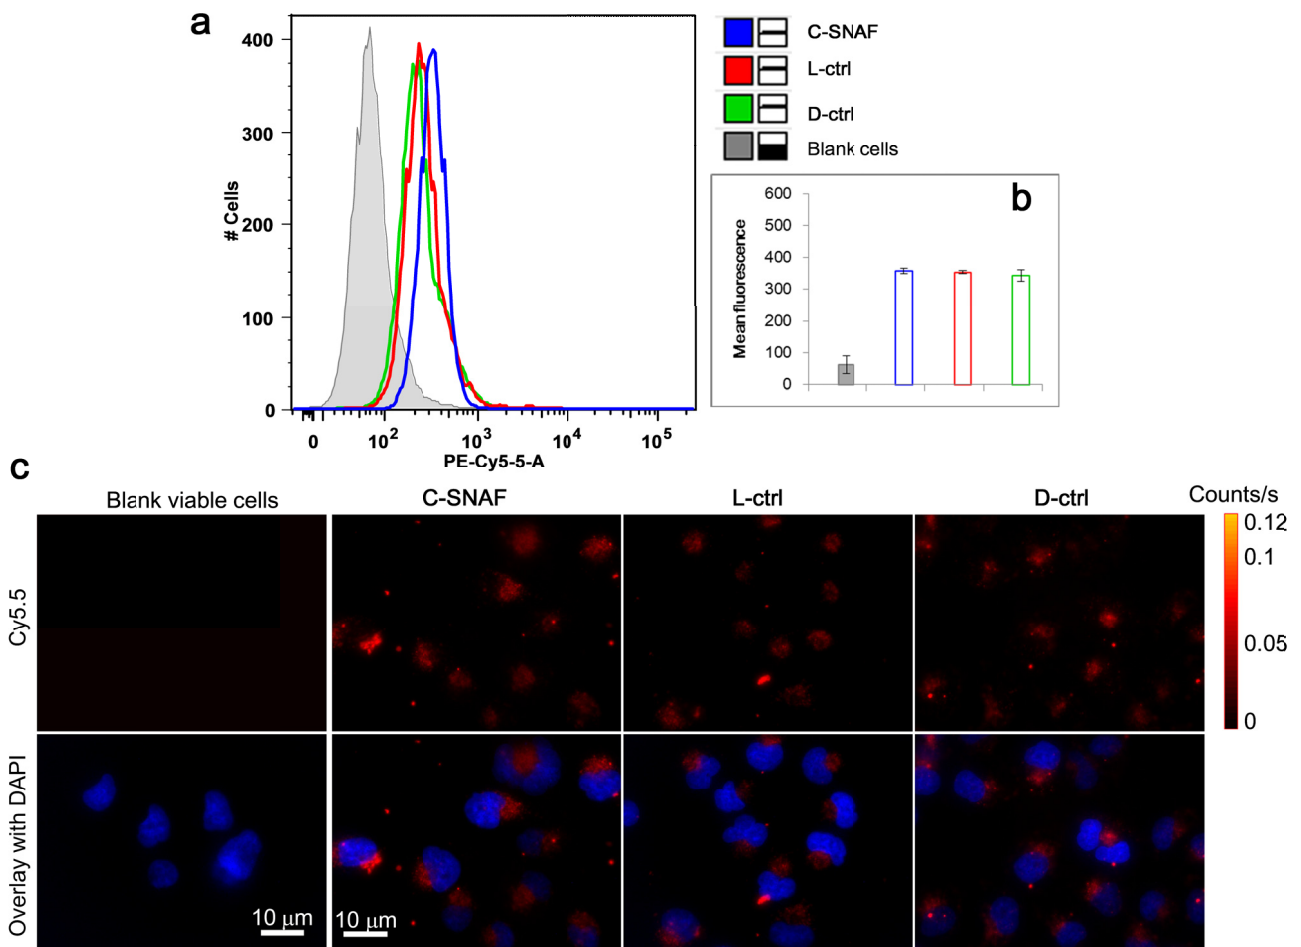 a
# Cells
400
300
200
100
0
0 10² 10³ 10⁴ 10⁵
PE-Cy5-5-A
C-SNAF
L-ctrl
D-ctrl
Blank cells
b
Mean fluorescence
600
500
400
300
200
100
0
c
Blank viable cells C-SNAF L-ctrl D-ctrl Counts/s
Cy5.5
0.12
0.1
0.05
0
Overlay with DAPI
10 μm
10 μm